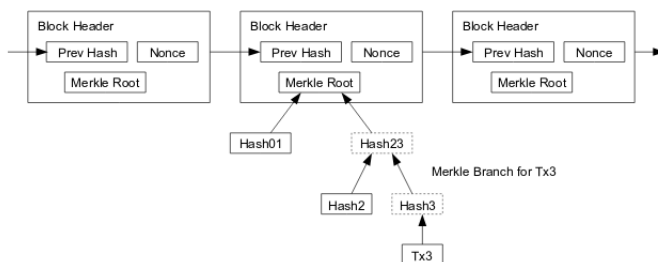 Block Header
Block Header
Block Header
Prev Hash
Nonce
Prev Hash
Nonce
Prev Hash
Nonce
Merkle Root
Merkle Root
Merkle Root
Hash01
Hash23
Merkle Branch for Tx3
Hash2
Hash3
Tx3